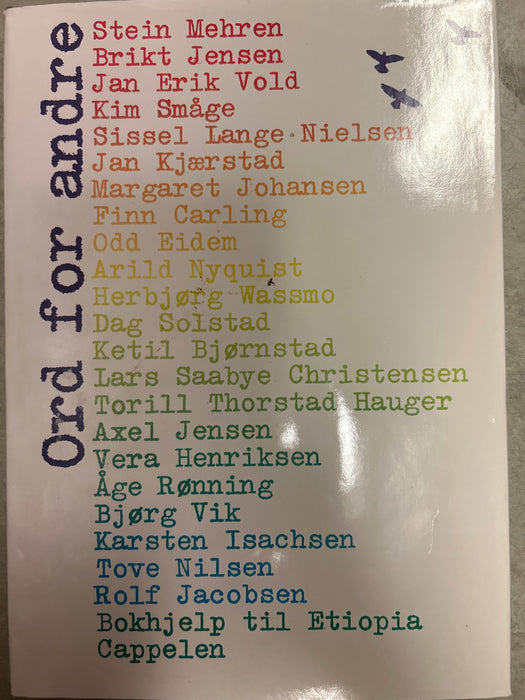 Ord for andre
Stein Mehren
Brikt Jensen
Jan Erik Vold
Kim Småge
Sissel Lange-Nielsen
Jan Kjærstad
Margaret Johansen
Finn Carling
Odd Eidem
Arild Nyquist
Herbjørg Wassmo
Dag Solstad
Ketil Bjørnstad
Lars Saabye Christensen
Torill Thorstad Hauger
Axel Jensen
Vera Henriksen
Åge Rønning
Bjørg Vik
Karsten Isachsen
Tove Nilsen
Rolf Jacobsen
Bokhjelp til Etiopia
Cappelen